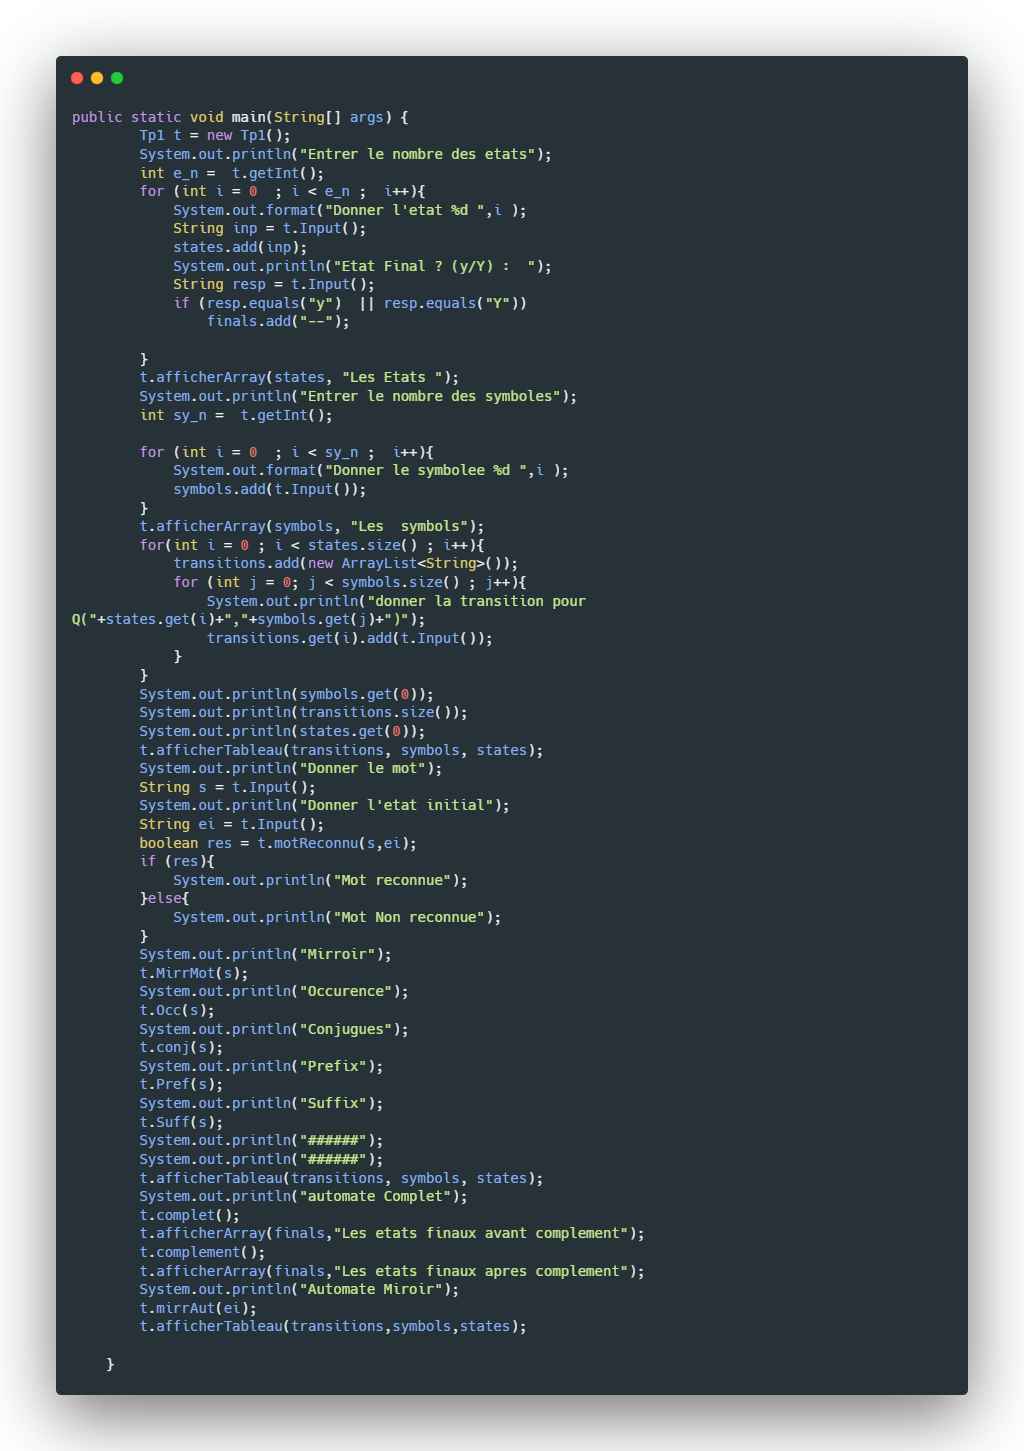 public static void main(String[] args) {
        Tp1 t = new Tp1();
        System.out.println("Entrer le nombre des etats");
        int e_n =  t.getInt();
        for (int i = 0  ; i < e_n ;  i++){
            System.out.format("Donner l'etat %d ",i );
            String inp = t.Input();
            states.add(inp);
            System.out.println("Etat Final ? (y/Y) :  ");
            String resp = t.Input();
            if (resp.equals("y")  || resp.equals("Y"))
                finals.add("--");

        }
        t.afficherArray(states, "Les Etats ");
        System.out.println("Entrer le nombre des symboles");
        int sy_n =  t.getInt();

        for (int i = 0  ; i < sy_n ;  i++){
            System.out.format("Donner le symbolee %d ",i );
            symbols.add(t.Input());
        }
        t.afficherArray(symbols, "Les  symbols");
        for(int i = 0 ; i < states.size() ; i++){
            transitions.add(new ArrayList<String>());
            for (int j = 0; j < symbols.size() ; j++){
                System.out.println("donner la transition pour
Q("+states.get(i)+","+symbols.get(j)+")");
                transitions.get(i).add(t.Input());
            }
        }
        System.out.println(symbols.get(0));
        System.out.println(transitions.size());
        System.out.println(states.get(0));
        t.afficherTableau(transitions, symbols, states);
        System.out.println("Donner le mot");
        String s = t.Input();
        System.out.println("Donner l'etat initial");
        String ei = t.Input();
        boolean res = t.motReconnu(s,ei);
        if (res){
            System.out.println("Mot reconnue");
        }else{
            System.out.println("Mot Non reconnue");
        }
        System.out.println("Mirroir");
        t.MirrMot(s);
        System.out.println("Occurence");
        t.Occ(s);
        System.out.println("Conjugues");
        t.conj(s);
        System.out.println("Prefix");
        t.Pref(s);
        System.out.println("Suffix");
        t.Suff(s);
        System.out.println("######");
        System.out.println("######");
        t.afficherTableau(transitions, symbols, states);
        System.out.println("automate Complet");
        t.complet();
        t.afficherArray(finals,"Les etats finaux avant complement");
        t.complement();
        t.afficherArray(finals,"Les etats finaux apres complement");
        System.out.println("Automate Miroir");
        t.mirrAut(ei);
        t.afficherTableau(transitions,symbols,states);

    }